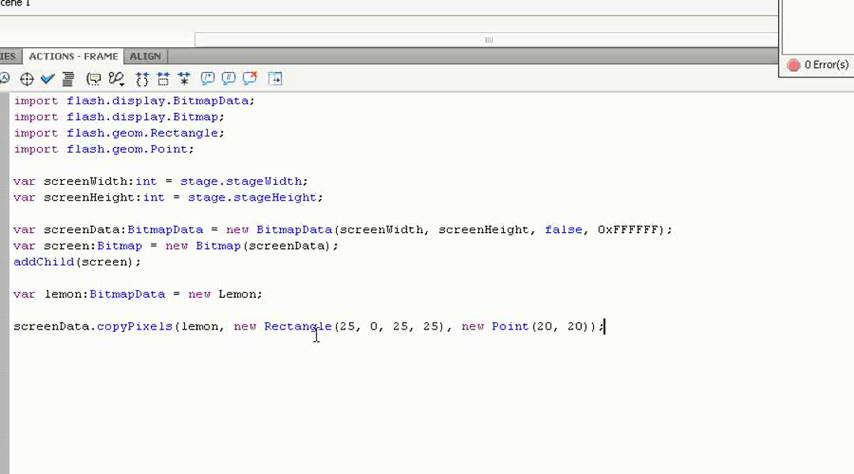 cene 1
IES ACTIONS - FRAME ALIGN
0 Error(s)
import flash.display.BitmapData;
import flash.display.Bitmap;
import flash.geom.Rectangle;
import flash.geom.Point;
var screenWidth:int = stage.stageWidth;
var screenHeight:int = stage.stageHeight;
var screenData:BitmapData = new BitmapData(screenWidth, screenHeight, false, 0xFFFFFF);
var screen:Bitmap = new Bitmap(screenData);
addChild(screen);
var lemon:BitmapData = new Lemon;
screenData.copyPixels(lemon, new Rectangle(25, 0, 25, 25), new Point(20, 20));